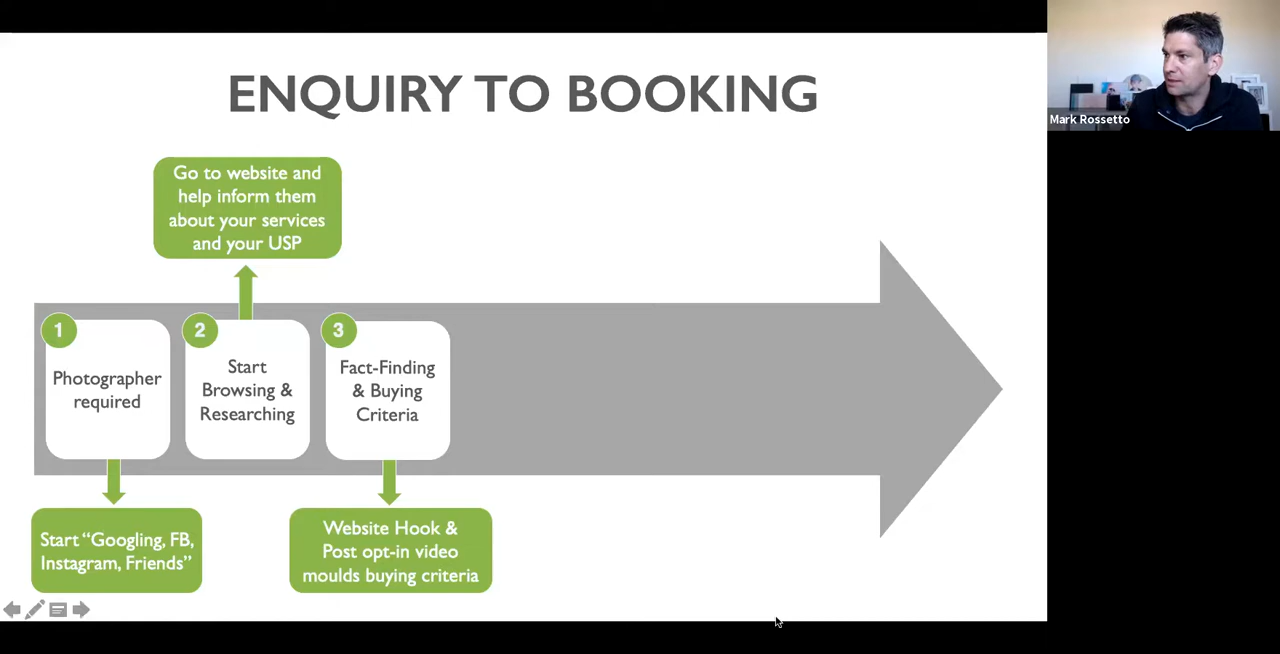 ENQUIRY TO BOOKING
Mark Rossetto
Go to website and
help inform them
about your services
and your USP
1
Photographer
required
2
Start
Browsing &
Researching
3
Fact-Finding
& Buying
Criteria
Start “Googling, FB,
Instagram, Friends”
Website Hook &
Post opt-in video
moulds buying criteria